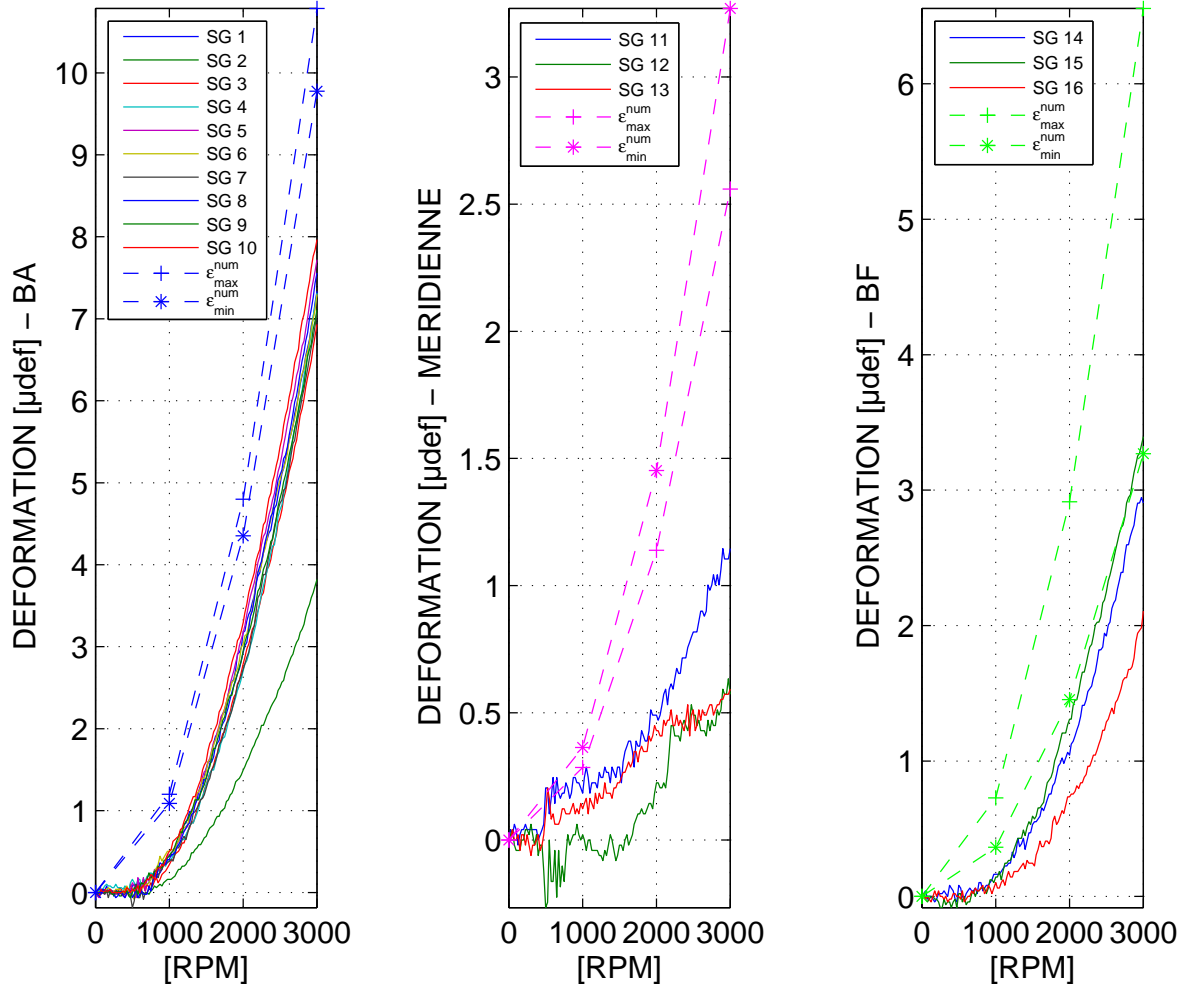 DEFORMATION [µdef] − BA
10
9
8
7
6
5
4
3
2
1
0
SG 1
SG 2
SG 3
SG 4
SG 5
SG 6
SG 7
SG 8
SG 9
SG 10
ε_max^num
ε_min^num
0 1000 2000 3000
[RPM]
DEFORMATION [µdef] − MERIDIENNE
3
2.5
2
1.5
1
0.5
0
SG 11
SG 12
SG 13
ε_max^num
ε_min^num
0 1000 2000 3000
[RPM]
DEFORMATION [µdef] − BF
6
5
4
3
2
1
0
SG 14
SG 15
SG 16
ε_max^num
ε_min^num
0 1000 2000 3000
[RPM]